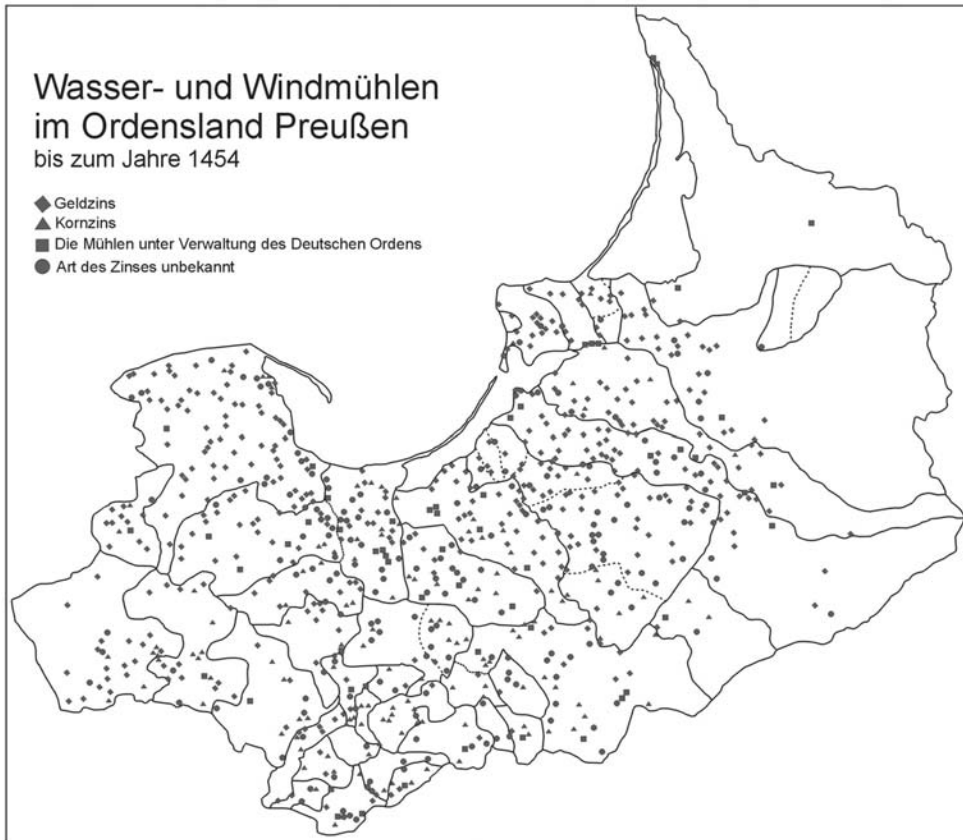 Wasser- und Windmühlen
im Ordensland Preußen
bis zum Jahre 1454
Geldzins
Kornzins
Die Mühlen unter Verwaltung des Deutschen Ordens
Art des Zinses unbekannt